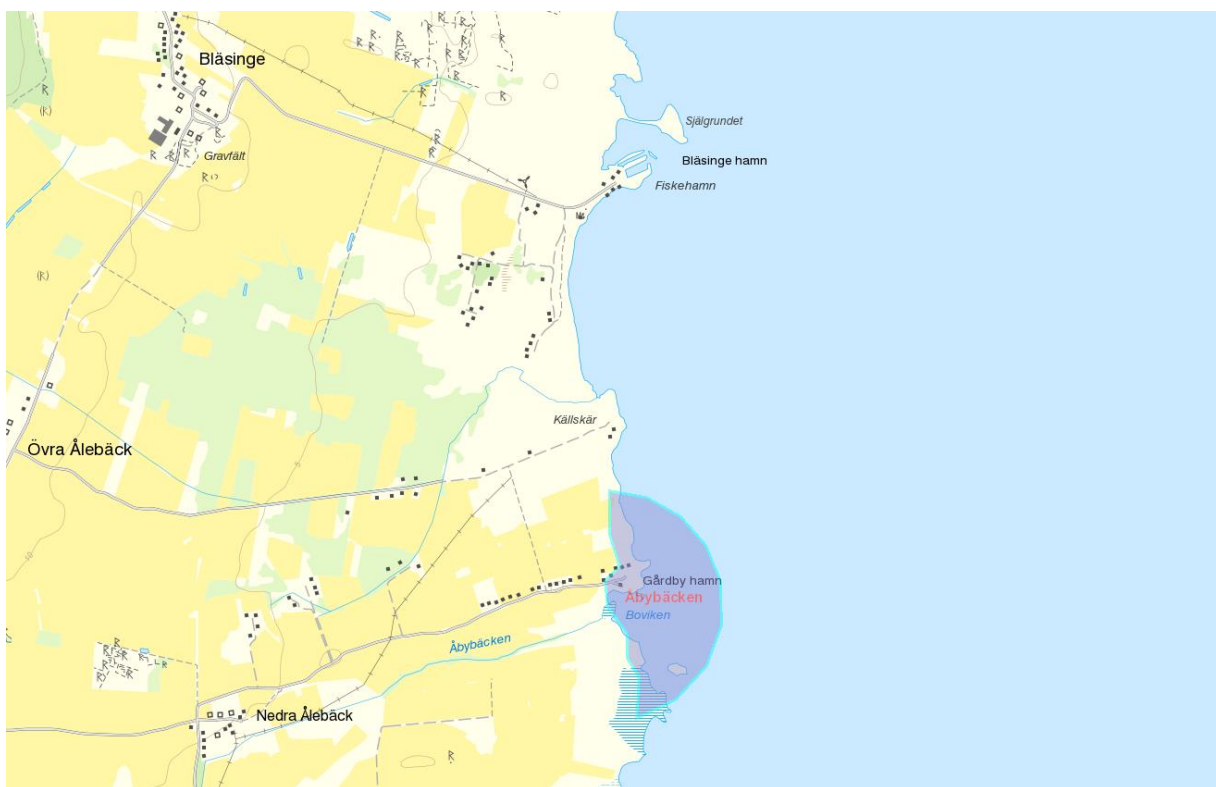 Bläsinge
Själgrundet
Gravfält
Bläsinge hamn
Fiskehamn
R
(R)
(R)
Källskär
Övra Ålebäck
Gårdby hamn
Åbybäcken
Boviken
Åbybäcken
Nedra Ålebäck
R